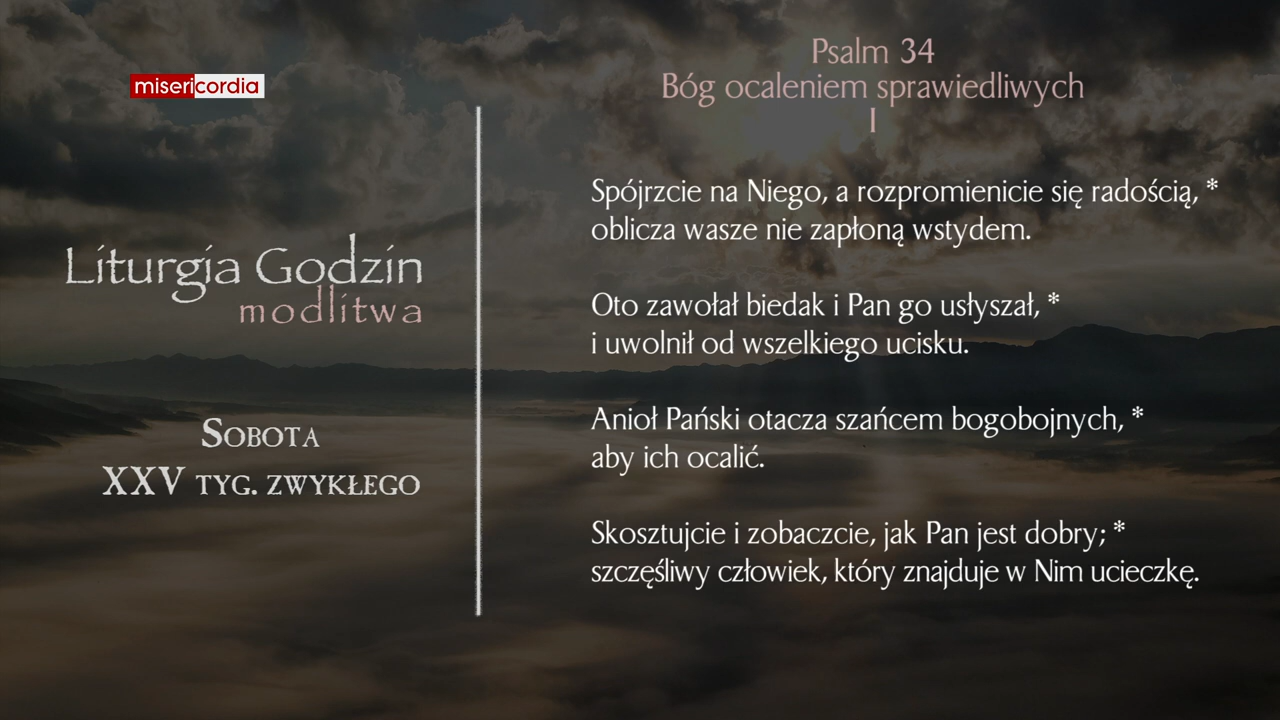 misericordia
Liturgia Godzin
modlitwa
Sobota
XXV tyg. zwykłego
Psalm 34
Bóg ocaleniem sprawiedliwych
I
Spójrzcie na Niego, a rozpromienicie się radością, *
oblicza wasze nie zapłoną wstydem.
Oto zawołał biedak i Pan go usłyszał, *
i uwolnił od wszelkiego ucisku.
Anioł Pański otacza szańcem bogobojnych, *
aby ich ocalić.
Skosztujcie i zobaczcie, jak Pan jest dobry; *
szczęśliwy człowiek, który znajduje w Nim ucieczkę.